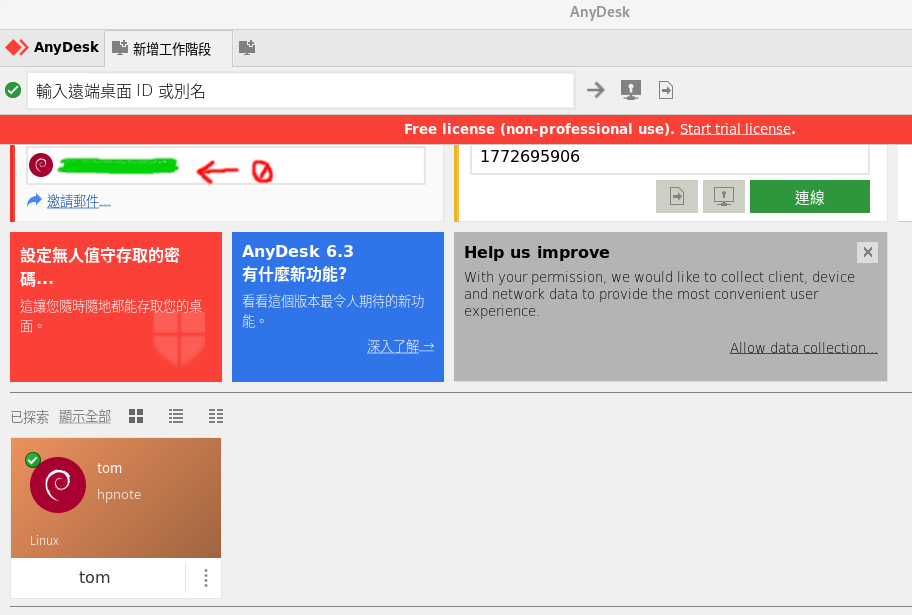 AnyDesk
AnyDesk
新增工作階段
輸入遠端桌面 ID 或別名
Free license (non-professional use). Start trial license.
0
1772695906
邀請郵件...
連線
設定無人值守存取的密
碼...
這讓您隨時隨地都能存取您的桌
面。
AnyDesk 6.3
有什麼新功能?
看看這個版本最令人期待的新功
能。
深入了解 →
Help us improve
With your permission, we would like to collect client, device
and network data to provide the most convenient user
experience.
Allow data collection...
已探索
顯示全部
tom
hpnote
Linux
tom